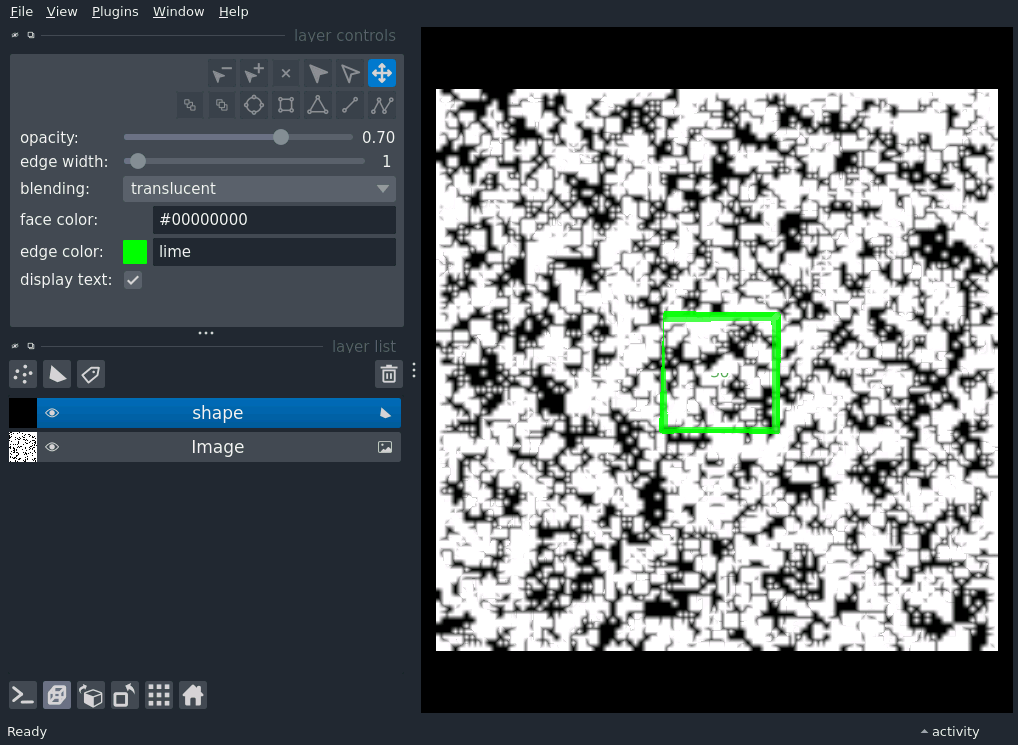 File View Plugins Window Help
layer controls
opacity: 0.70
edge width: 1
blending: translucent
face color: #00000000
edge color: lime
display text:
layer list
shape
Image
Ready
activity